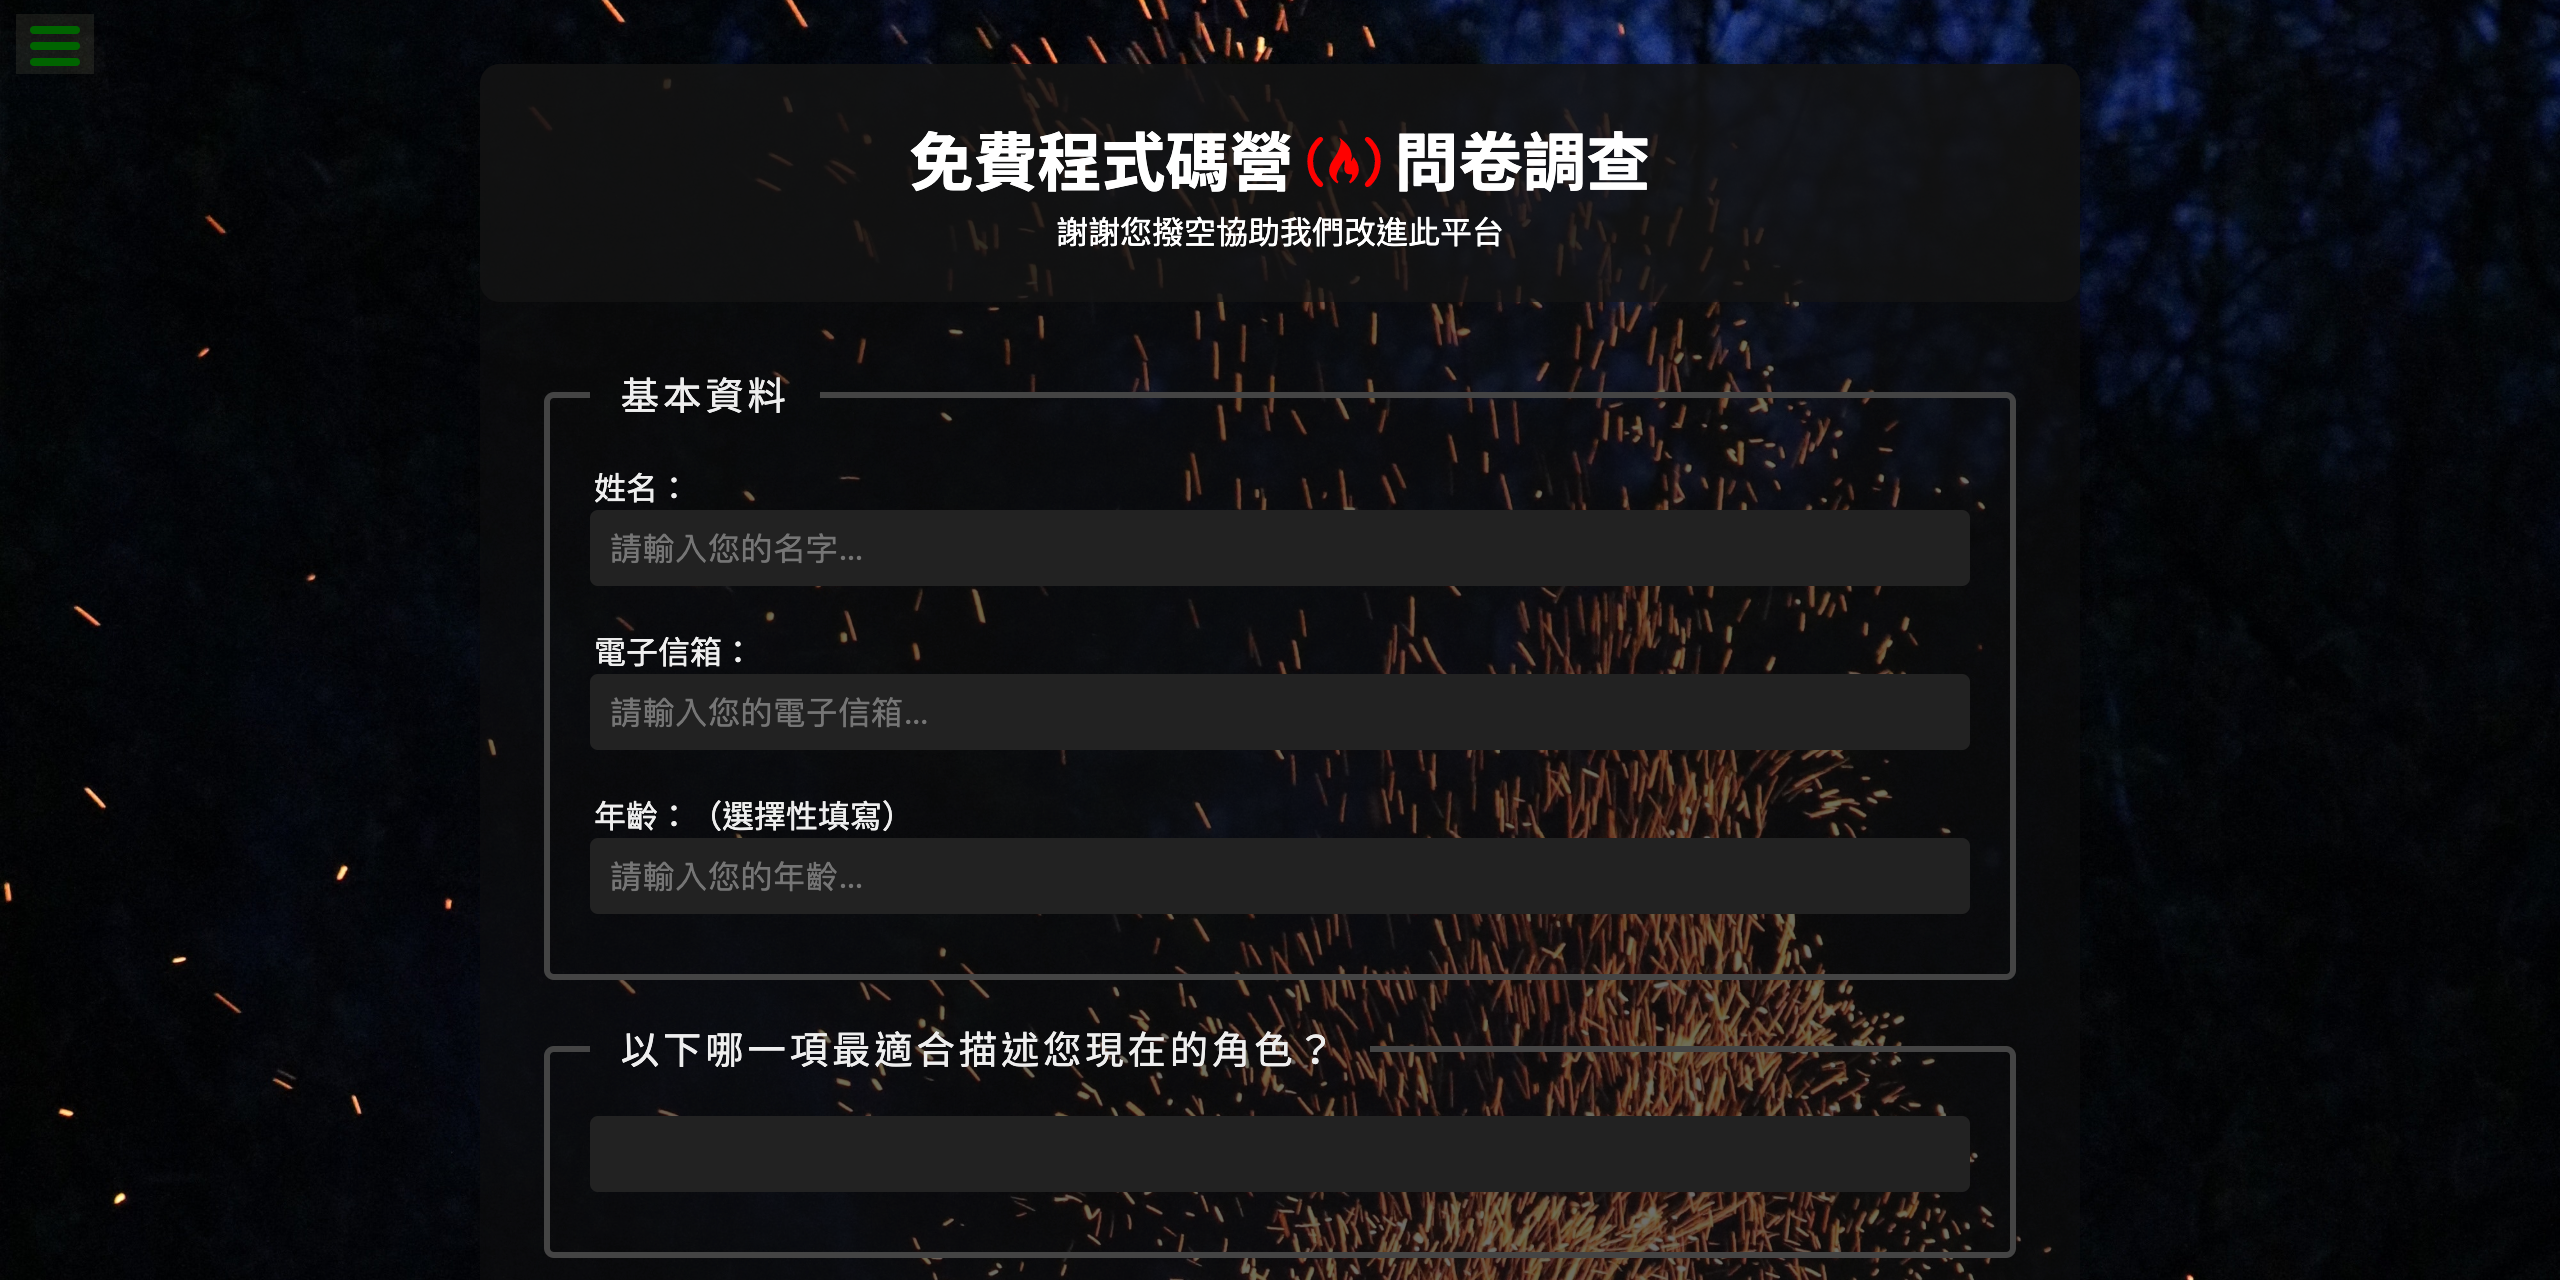 免費程式碼營 問卷調查
謝謝您撥空協助我們改進此平台
基本資料
姓名：
請輸入您的名字...
電子信箱：
請輸入您的電子信箱...
年齡：（選擇性填寫）
請輸入您的年齡...
以下哪一項最適合描述您現在的角色？